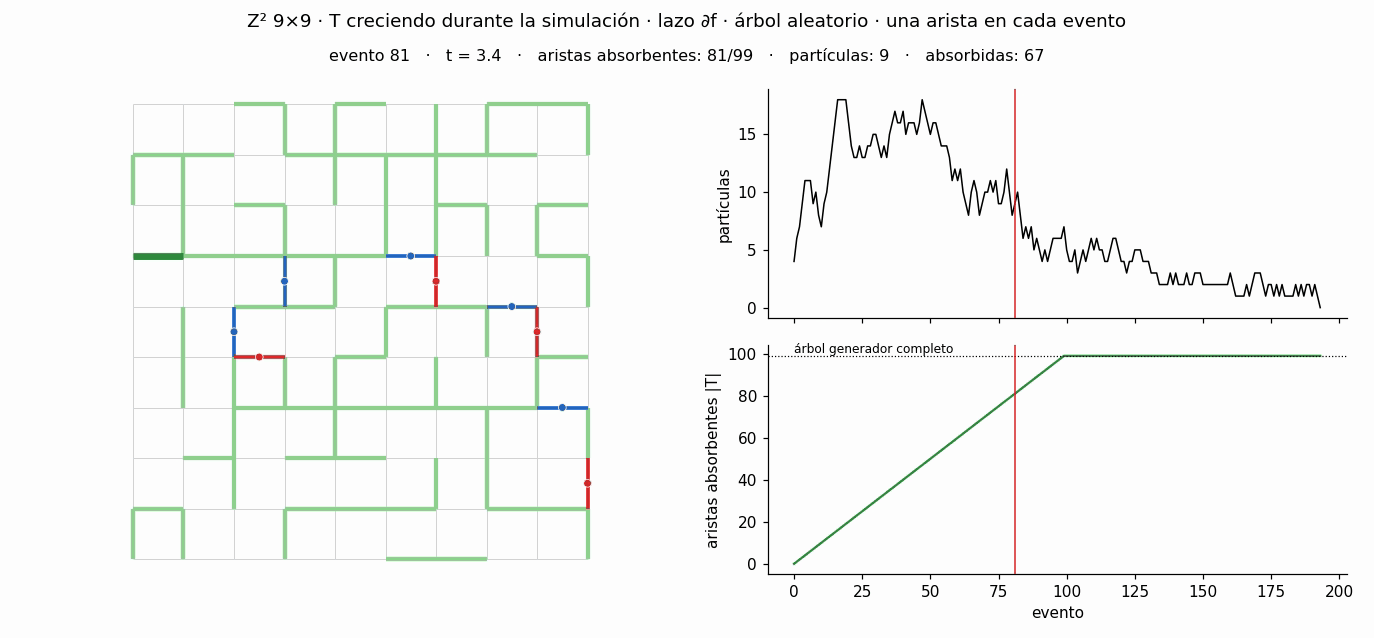 Z² 9×9 · T creciendo durante la simulación · lazo ∂f · árbol aleatorio · una arista en cada evento
evento 81 · t = 3.4 · aristas absorbentes: 81/99 · partículas: 9 · absorbidas: 67
partículas
15
10
5
0
aristas absorbentes |T|
árbol generador completo
100
80
60
40
20
0
0 25 50 75 100 125 150 175 200
evento